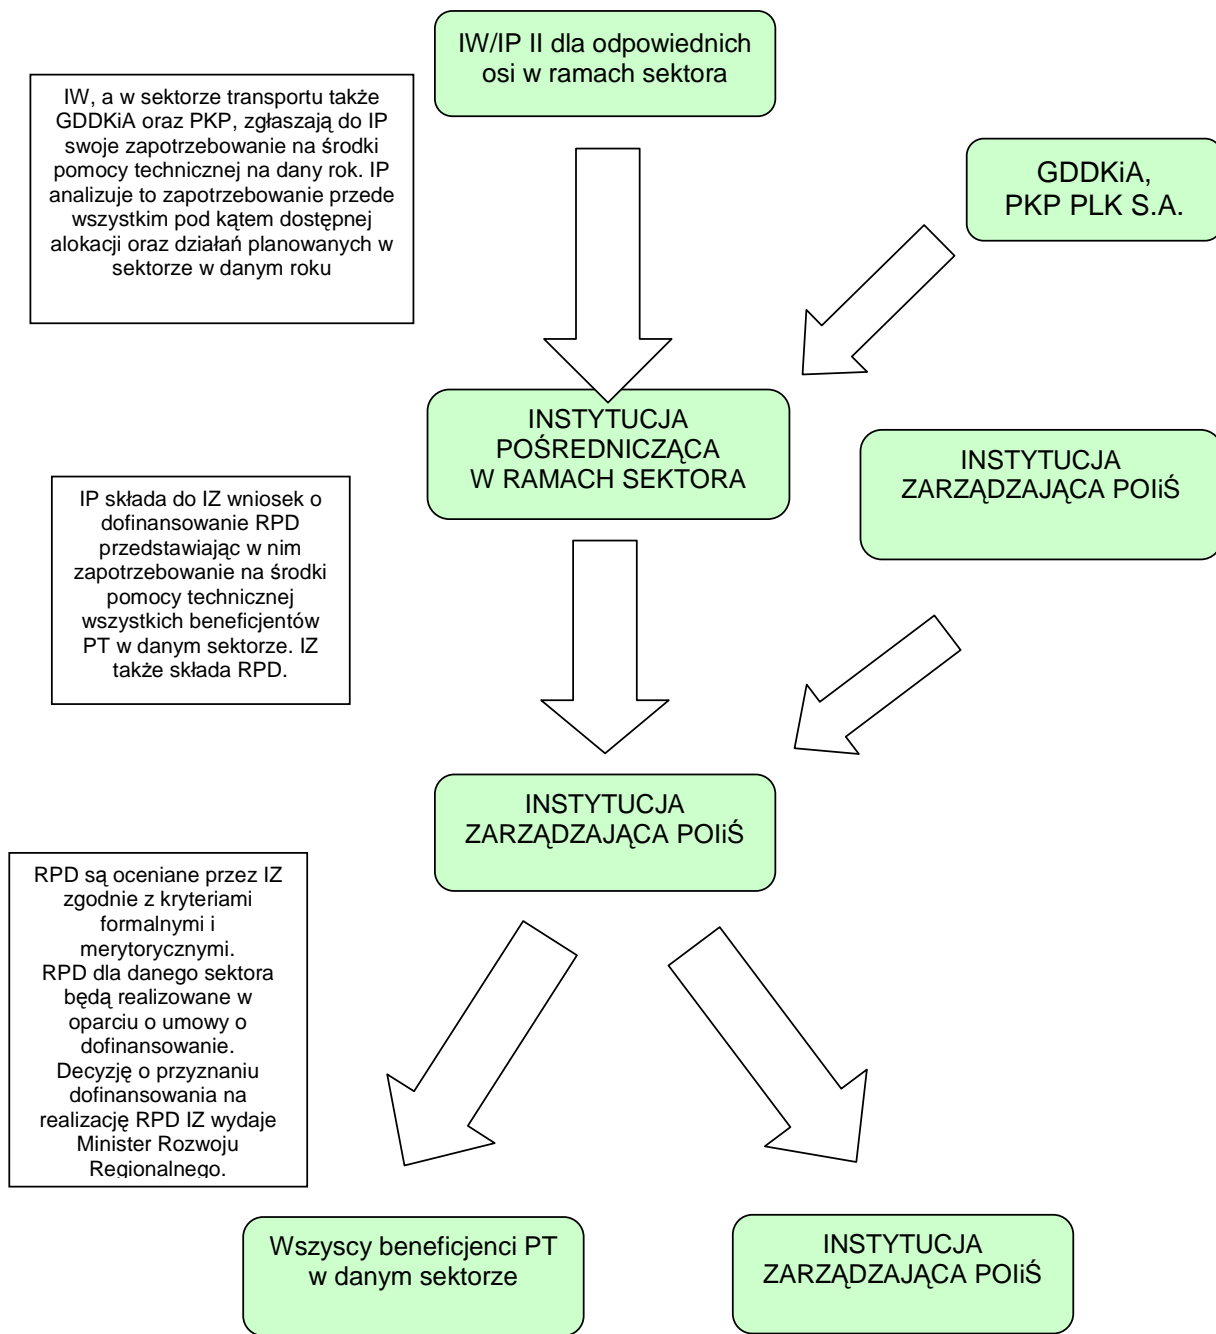 IW/IP II dla odpowiednich
osi w ramach sektora
IW, a w sektorze transportu także
GDDKiA oraz PKP, zgłaszają do IP
swoje zapotrzebowanie na środki
pomocy technicznej na dany rok. IP
analizuje to zapotrzebowanie przede
wszystkim pod kątem dostępnej
alokacji oraz działań planowanych w
sektorze w danym roku
GDDKiA,
PKP PLK S.A.
INSTYTUCJA
POŚREDNICZĄCA
W RAMACH SEKTORA
INSTYTUCJA
ZARZĄDZAJĄCA POIiŚ
IP składa do IZ wniosek o
dofinansowanie RPD
przedstawiając w nim
zapotrzebowanie na środki
pomocy technicznej
wszystkich beneficjentów
PT w danym sektorze. IZ
także składa RPD.
INSTYTUCJA
ZARZĄDZAJĄCA POIiŚ
RPD są oceniane przez IZ
zgodnie z kryteriami
formalnymi i
merytorycznymi.
RPD dla danego sektora
będą realizowane w
oparciu o umowy o
dofinansowanie.
Decyzję o przyznaniu
dofinansowania na
realizację RPD IZ wydaje
Minister Rozwoju
Regionalnego.
Wszyscy beneficjenci PT
w danym sektorze
INSTYTUCJA
ZARZĄDZAJĄCA POIiŚ